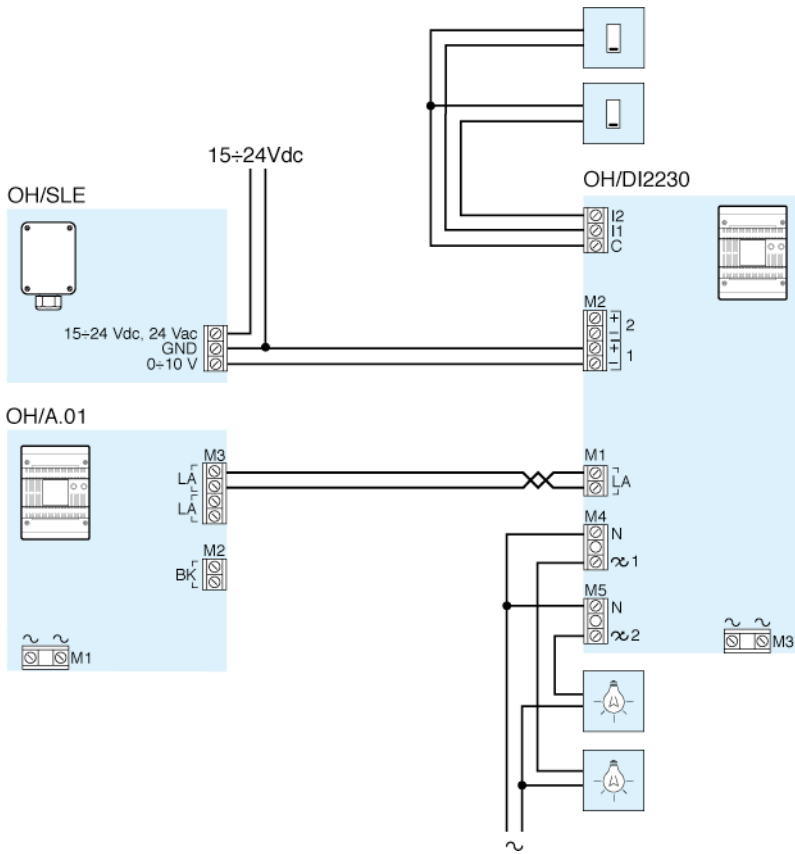 15÷24Vdc
OH/SLE
15÷24 Vdc, 24 Vac
GND
0÷10 V
OH/DI2230
I2
I1
C
M2
+
–
2
+
–
1
OH/A.01
M3
LA
LA
M2
BK
~ ~
M1
M1
LA
M4
N
1
M5
N
2
~ ~
M3
~